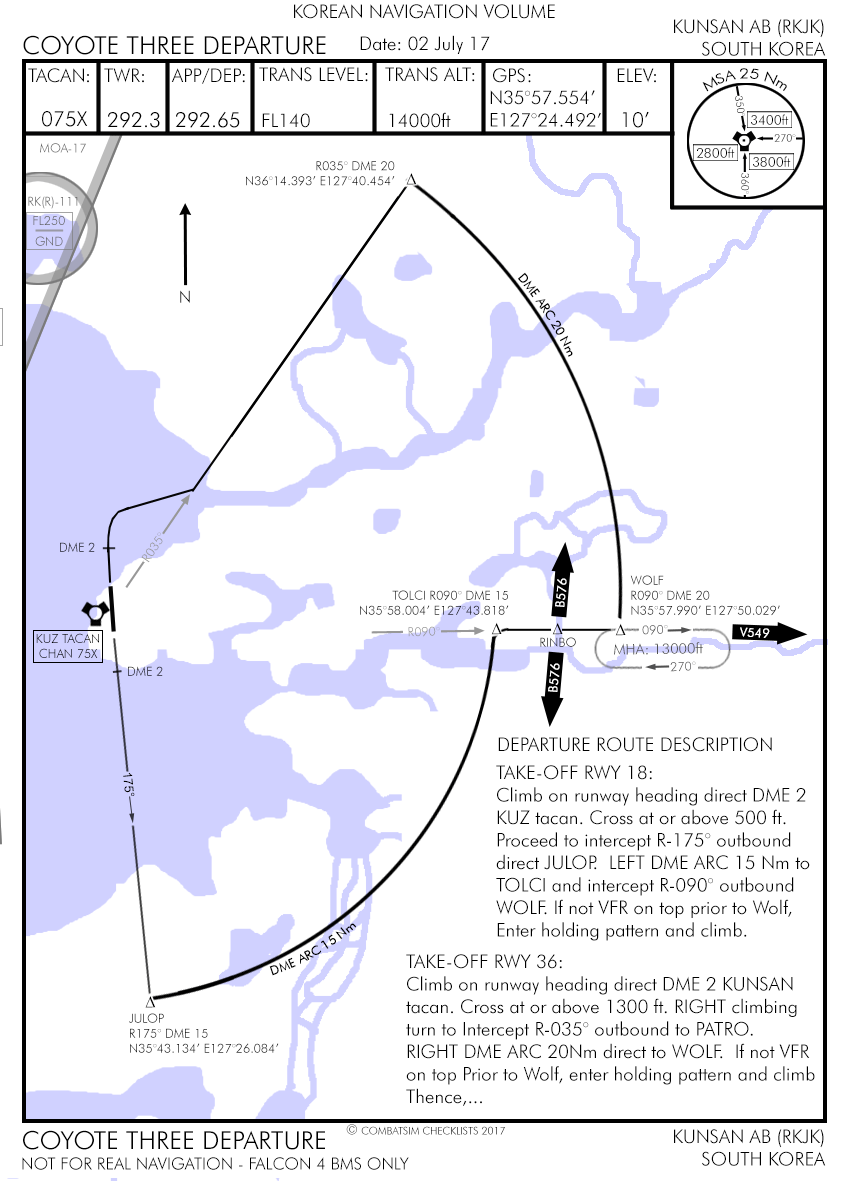 KOREAN NAVIGATION VOLUME
COYOTE THREE DEPARTURE
Date: 02 July 17
KUNSAN AB (RKJK)
SOUTH KOREA
TACAN:
075X
TWR:
292.3
APP/DEP:
292.65
TRANS LEVEL:
FL140
TRANS ALT:
14000ft
GPS:
N35°57.554'
E127°24.492'
ELEV:
10'
MSA 25 Nm
350°
3400ft
270°
2800ft
3800ft
360°
MOA-17
RK(R)-111
FL250
GND
R035° DME 20
N36°14.393' E127°40.454'
N
DME ARC 20 Nm
DME 2
R035°
KUZ TACAN
CHAN 75X
DME 2
TOLCI R090° DME 15
N35°58.004' E127°43.818'
R090°
B576
RINBO
B576
WOLF
R090° DME 20
N35°57.990' E127°50.029'
090°
V549
MHA: 13000ft
270°
175°
DME ARC 15 Nm
JULOP
R175° DME 15
N35°43.134' E127°26.084'
DEPARTURE ROUTE DESCRIPTION
TAKE-OFF RWY 18:
Climb on runway heading direct DME 2
KUZ tacan. Cross at or above 500 ft.
Proceed to intercept R-175° outbound
direct JULOP. LEFT DME ARC 15 Nm to
TOLCI and intercept R-090° outbound
WOLF. If not VFR on top prior to Wolf,
Enter holding pattern and climb.
TAKE-OFF RWY 36:
Climb on runway heading direct DME 2 KUNSAN
tacan. Cross at or above 1300 ft. RIGHT climbing
turn to Intercept R-035° outbound to PATRO.
RIGHT DME ARC 20Nm direct to WOLF. If not VFR
on top Prior to Wolf, enter holding pattern and climb
Thence,...
COYOTE THREE DEPARTURE
© COMBATSIM CHECKLISTS 2017
KUNSAN AB (RKJK)
NOT FOR REAL NAVIGATION - FALCON 4 BMS ONLY
SOUTH KOREA